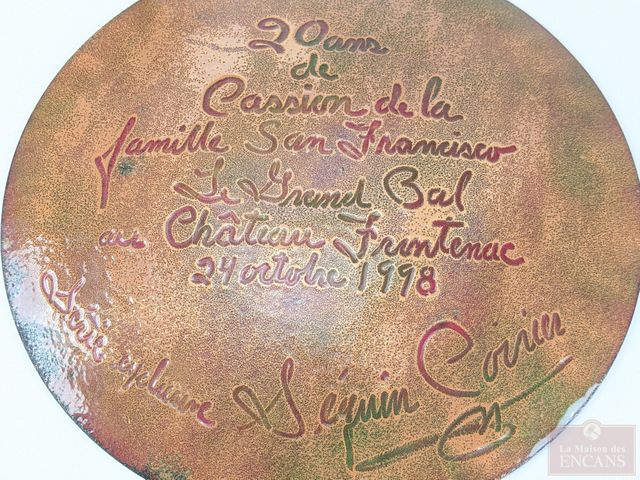 20 ans
de
Passion de la
famille San Francisco
Le Grand Bal
au Château Frontenac
24 octobre 1998
Série exclusive
Séguin Poirier
La Maison des
ENCANS